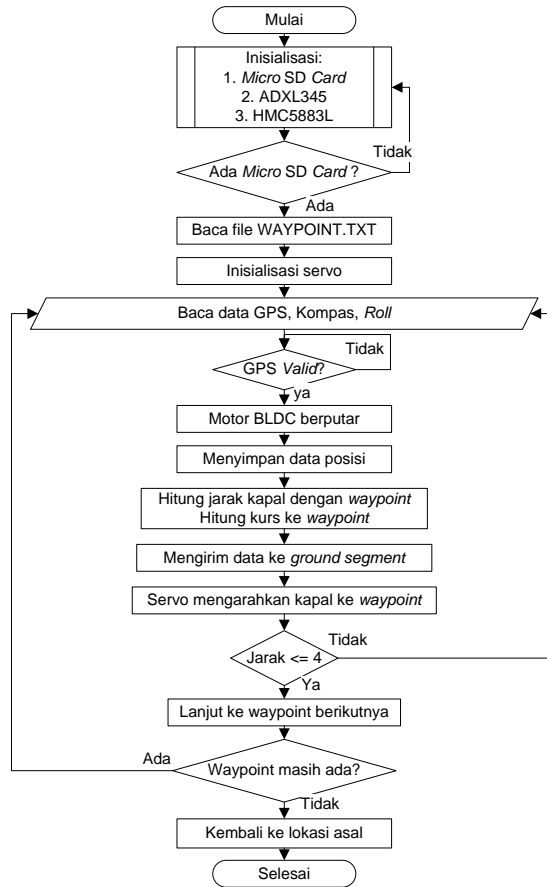 Mulai
Inisialisasi:
1. Micro SD Card
2. ADXL345
3. HMC5883L
Tidak
Ada Micro SD Card ?
Ada
Baca file WAYPOINT.TXT
Inisialisasi servo
Baca data GPS, Kompas, Roll
Tidak
GPS Valid?
ya
Motor BLDC berputar
Menyimpan data posisi
Hitung jarak kapal dengan waypoint
Hitung kurs ke waypoint
Mengirim data ke ground segment
Servo mengarahkan kapal ke waypoint
Tidak
Jarak <= 4
Ya
Lanjut ke waypoint berikutnya
Ada
Waypoint masih ada?
Tidak
Kembali ke lokasi asal
Selesai